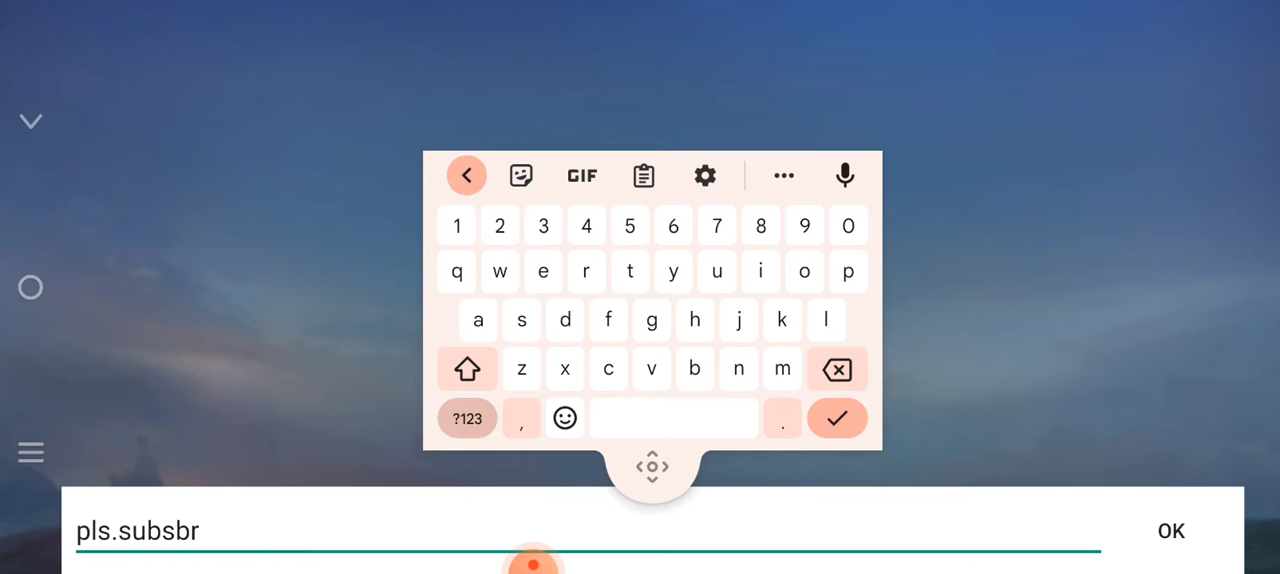 GIF
1 2 3 4 5 6 7 8 9 0
q w e r t y u i o p
a s d f g h j k l
z x c v b n m
?123 , .
pls.subsbr
OK